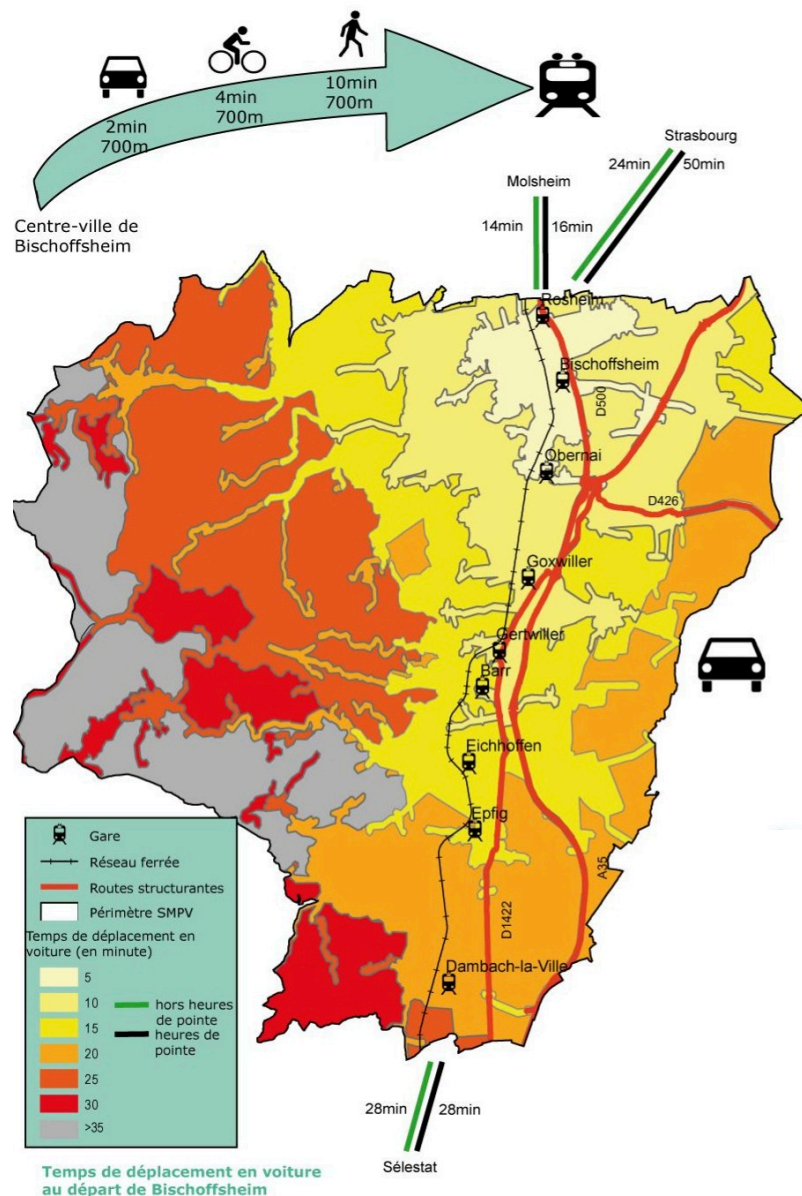 2min
700m
4min
700m
10min
700m
Centre-ville de
Bischoffsheim
Strasbourg
24min
50min
Molsheim
14min
16min
Rosheim
Bischoffsheim
D500
Obernai
D426
Goxwiller
Gertwiller
Barr
Eichhoffen
Epfig
A35
D1422
Dambach-la-Ville
Gare
Réseau ferrée
Routes structurantes
Périmètre SMPV
Temps de déplacement en
voiture (en minute)
5
10
15
20
25
30
>35
hors heures
de pointe
heures de
pointe
28min
28min
Sélestat
Temps de déplacement en voiture
au départ de Bischoffsheim